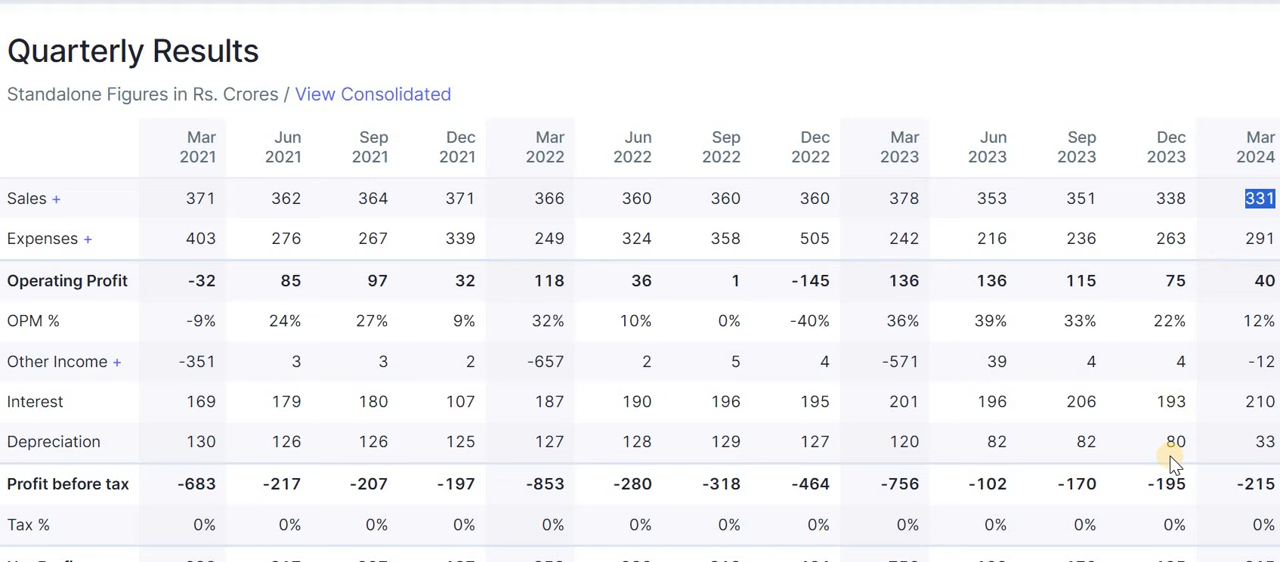 Quarterly Results
Standalone Figures in Rs. Crores / View Consolidated
Mar 2021 Jun 2021 Sep 2021 Dec 2021 Mar 2022 Jun 2022 Sep 2022 Dec 2022 Mar 2023 Jun 2023 Sep 2023 Dec 2023 Mar 2024
Sales + 371 362 364 371 366 360 360 360 378 353 351 338 331
Expenses + 403 276 267 339 249 324 358 505 242 216 236 263 291
Operating Profit -32 85 97 32 118 36 1 -145 136 136 115 75 40
OPM % -9% 24% 27% 9% 32% 10% 0% -40% 36% 39% 33% 22% 12%
Other Income + -351 3 3 2 -657 2 5 4 -571 39 4 4 -12
Interest 169 179 180 107 187 190 196 195 201 196 206 193 210
Depreciation 130 126 126 125 127 128 129 127 120 82 82 80 33
Profit before tax -683 -217 -207 -197 -853 -280 -318 -464 -756 -102 -170 -195 -215
Tax % 0% 0% 0% 0% 0% 0% 0% 0% 0% 0% 0% 0% 0%